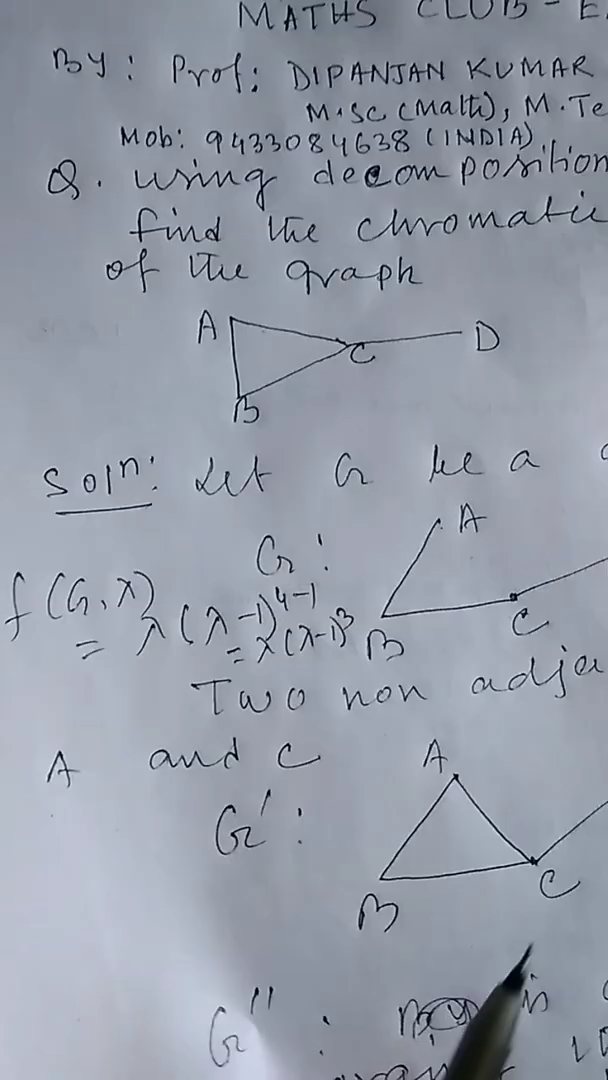 MATHS CLUB - E
By: Prof: DIPANJAN KUMAR
M.Sc (Math), M.Te
Mob: 9433084638 (INDIA)
Q. using decomposition
find the chromatic
of the graph
A
D
C
B
Soln: Let G be a
A
G:
f(G, λ)
= λ(λ-1)^4-1
= λ(λ-1)^3
B
C
Two non adja
A and C
A
G':
B
C
G'' :